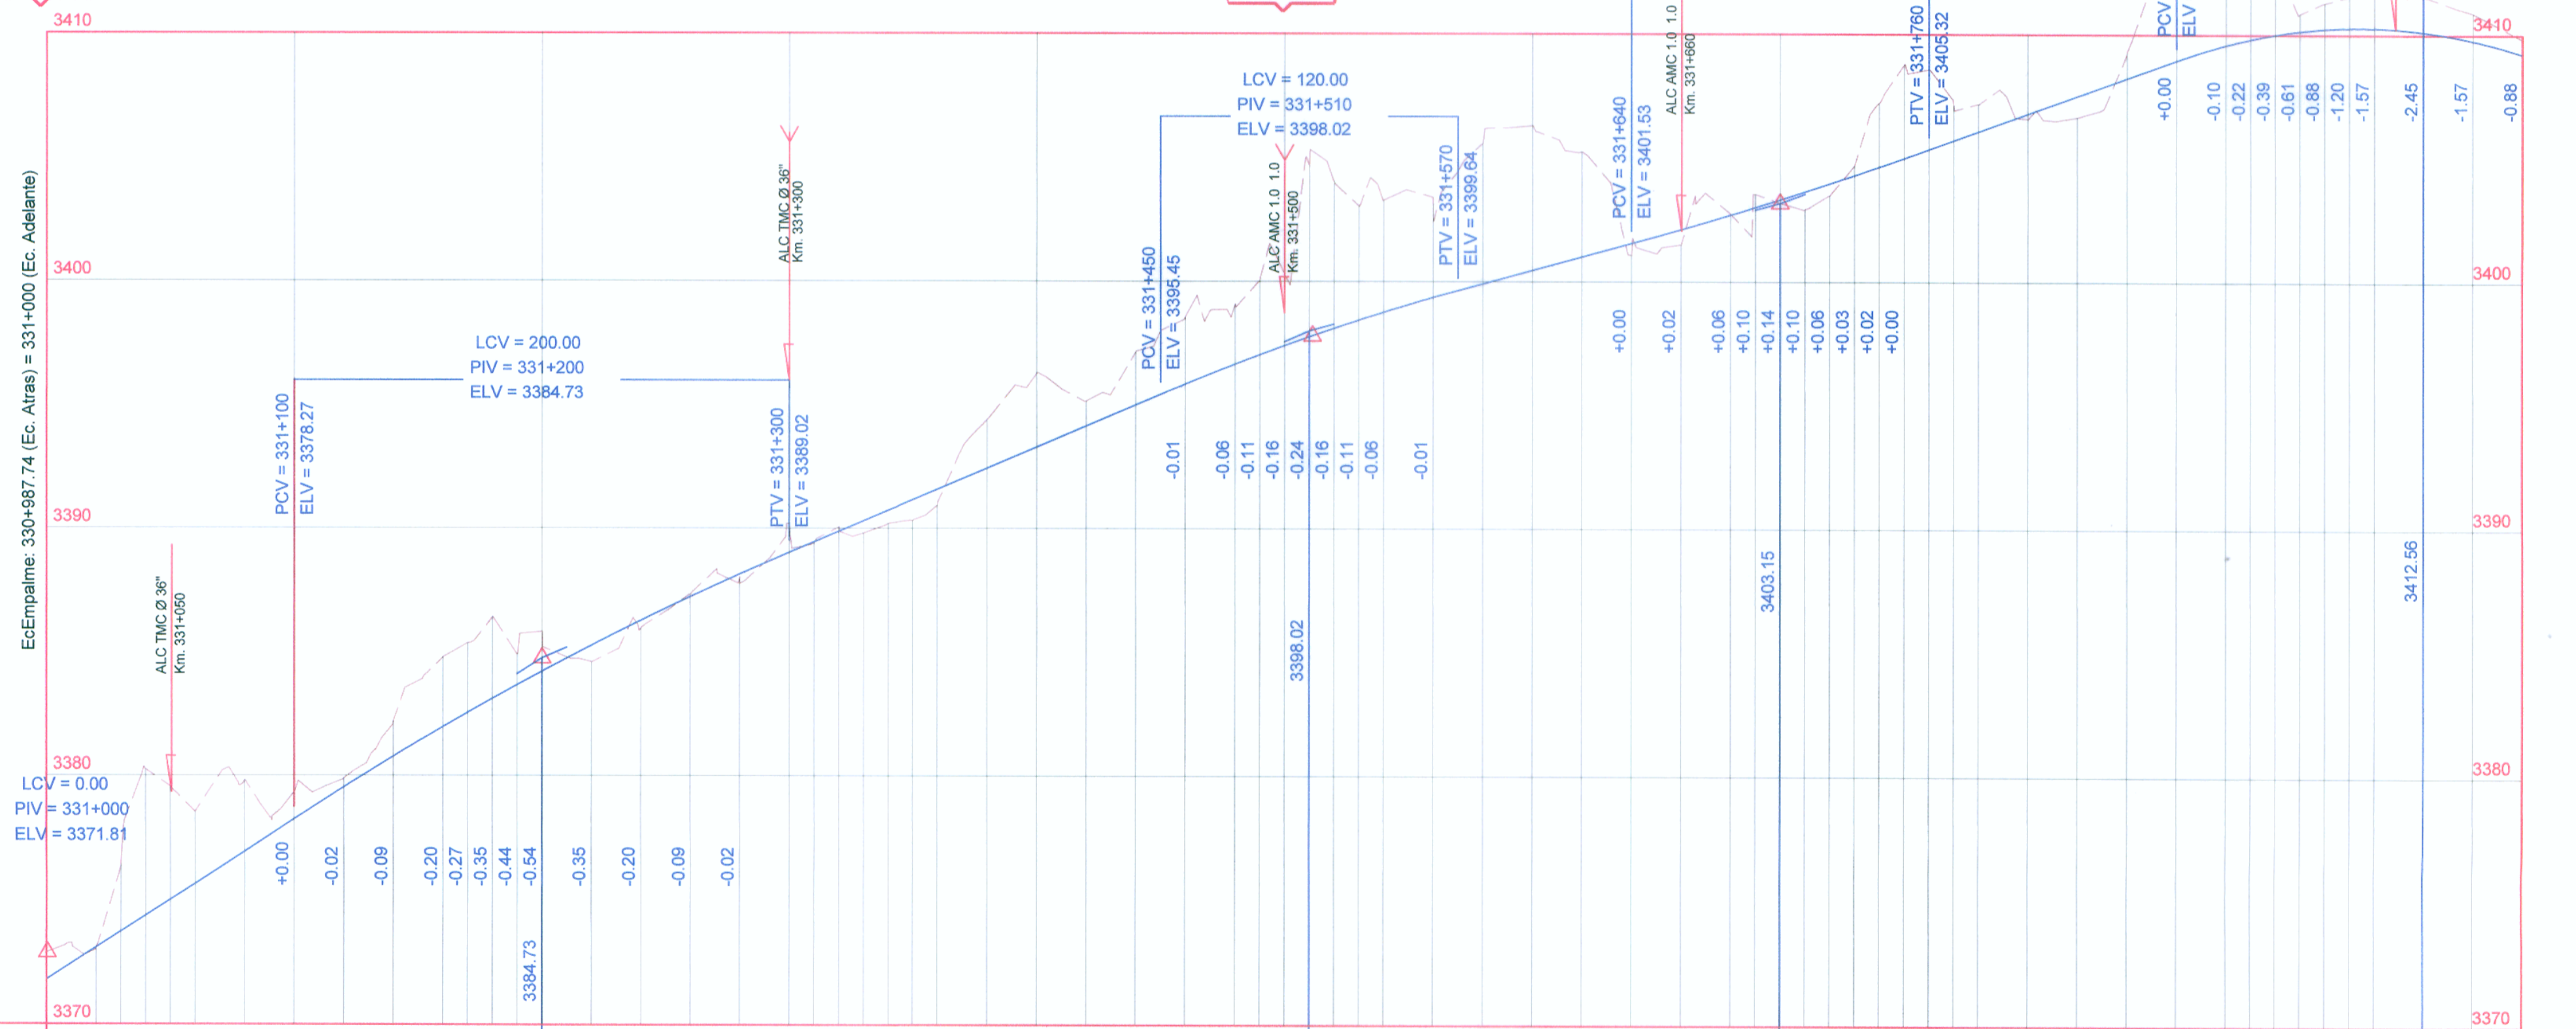 3410
3410
EcEmpalme: 330+987.74 (Ec. Atras) = 331+000 (Ec. Adelante)
LCV = 0.00
PIV = 331+000
ELV = 3371.81
ALC TMC Ø 36"
Km. 331+050
PCV = 331+100
ELV = 3378.27
LCV = 200.00
PIV = 331+200
ELV = 3384.73
PTV = 331+300
ELV = 3389.02
ALC TMC Ø 36"
Km. 331+300
PCV = 331+450
ELV = 3395.45
LCV = 120.00
PIV = 331+510
ELV = 3398.02
ALC AMC 1.0 1.0
Km. 331+500
PTV = 331+570
ELV = 3399.64
PCV = 331+640
ELV = 3401.53
ALC AMC 1.0 1.0
Km. 331+660
PTV = 331+760
ELV = 3405.32
PCV
ELV
+0.00
-0.10
-0.22
-0.39
-0.61
-0.88
-1.20
-1.57
-2.45
-1.57
-0.88
3400
3400
+0.00
+0.02
+0.06
+0.10
+0.14
+0.10
+0.06
+0.03
+0.02
+0.00
-0.01
-0.06
-0.11
-0.16
-0.24
-0.16
-0.11
-0.06
-0.01
3390
3390
3398.02
3403.15
3412.56
3380
3380
+0.00
-0.02
-0.09
-0.20
-0.27
-0.35
-0.44
-0.54
-0.35
-0.20
-0.09
-0.02
3384.73
3370
3370